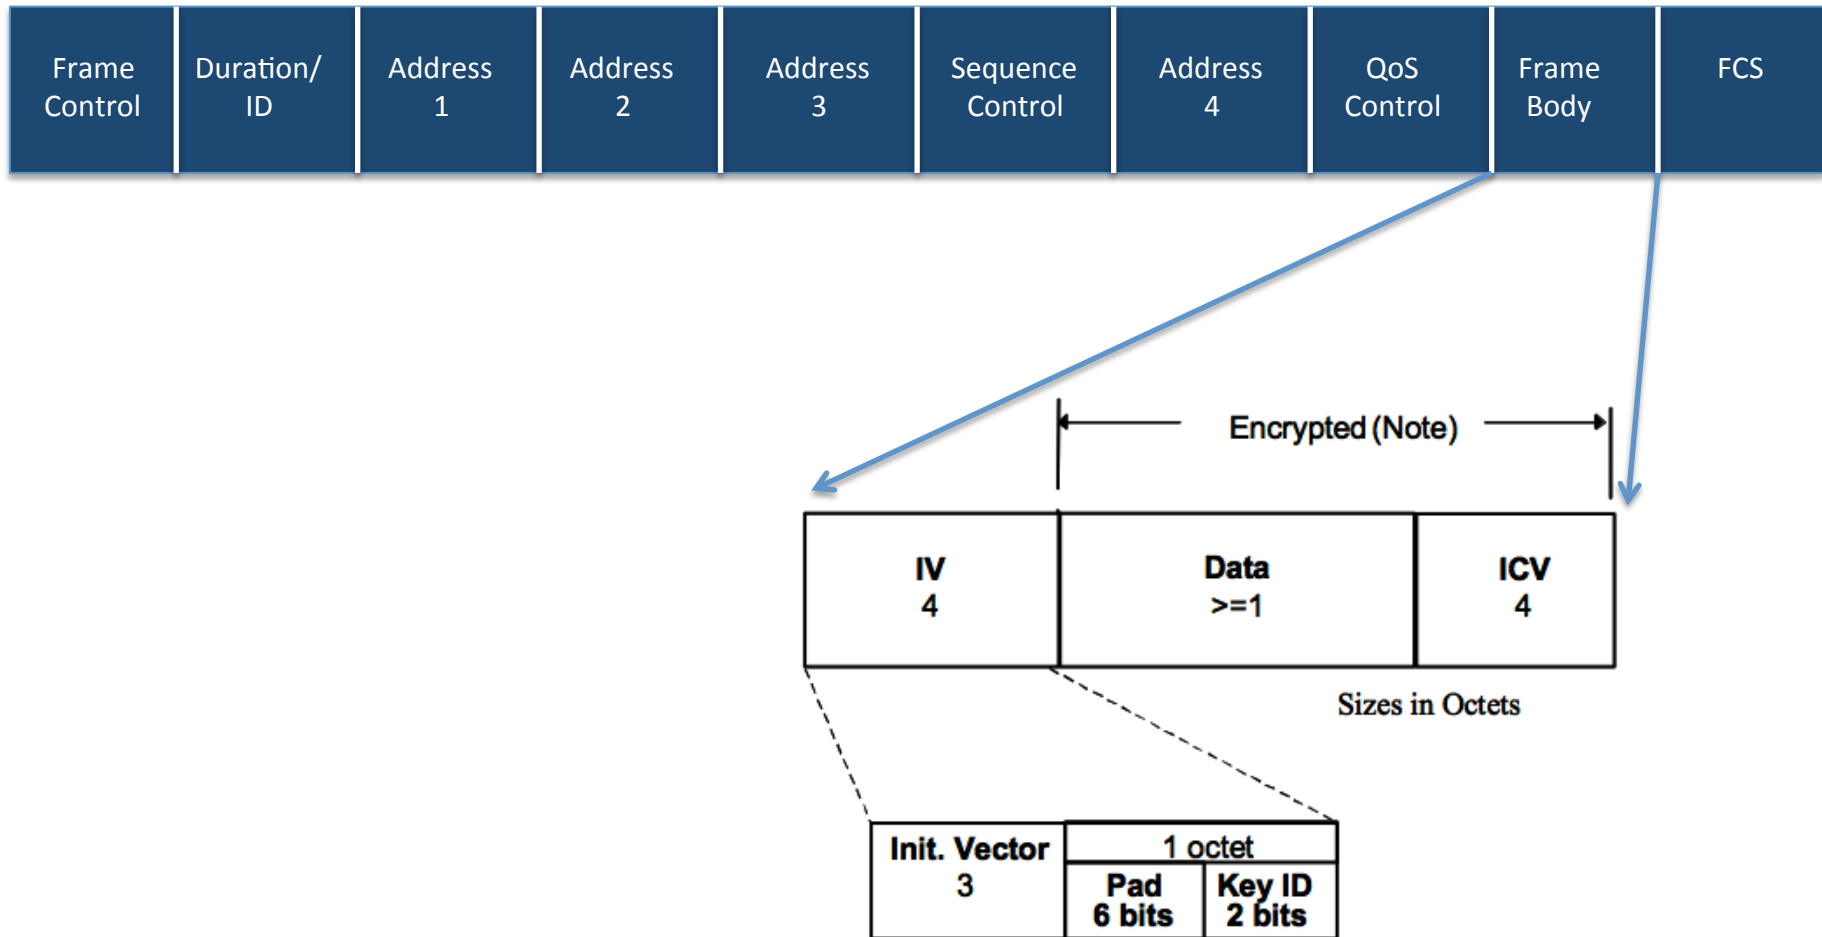 Frame
Control
Duration/
ID
Address
1
Address
2
Address
3
Sequence
Control
Address
4
QoS
Control
Frame
Body
FCS
Encrypted (Note)
IV
4
Data
>=1
ICV
4
Sizes in Octets
Init. Vector
3
1 octet
Pad
6 bits
Key ID
2 bits